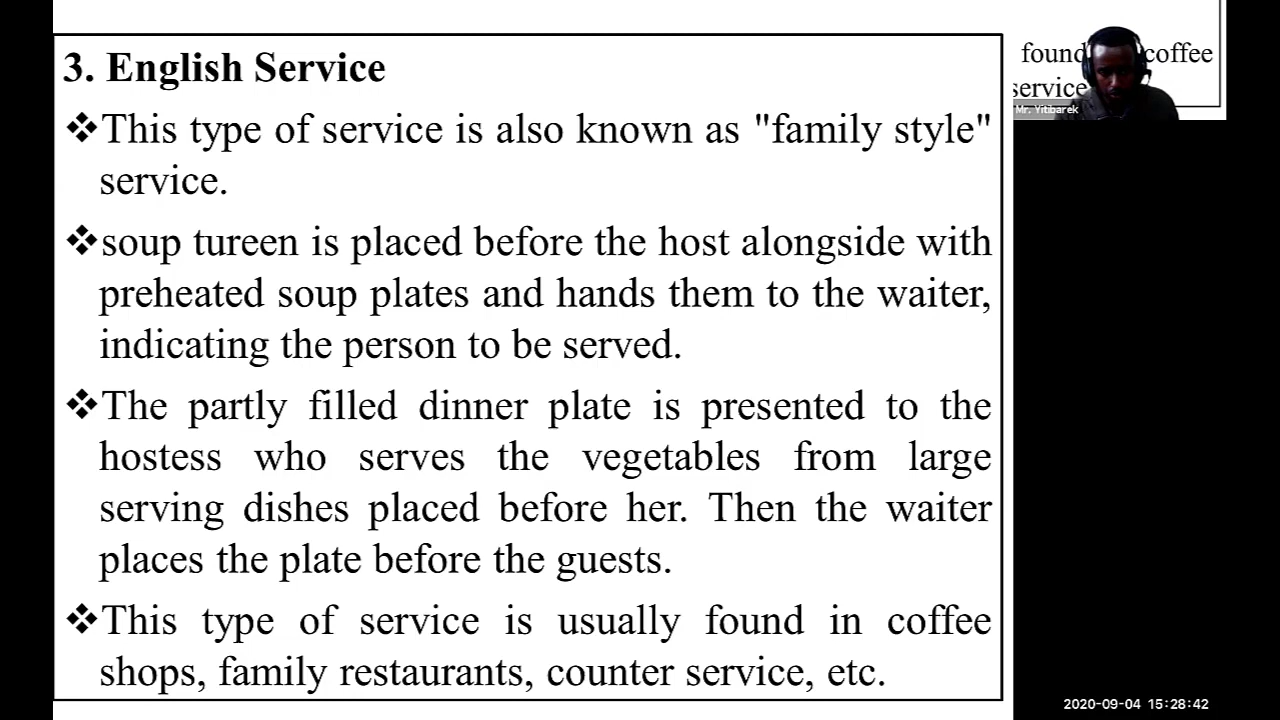 3. English Service
❖This type of service is also known as "family style"
service.
❖soup tureen is placed before the host alongside with
preheated soup plates and hands them to the waiter,
indicating the person to be served.
❖The partly filled dinner plate is presented to the
hostess who serves the vegetables from large
serving dishes placed before her. Then the waiter
places the plate before the guests.
❖This type of service is usually found in coffee
shops, family restaurants, counter service, etc.
found coffee
service
Mr. Yitibarek
2020-09-04 15:28:42